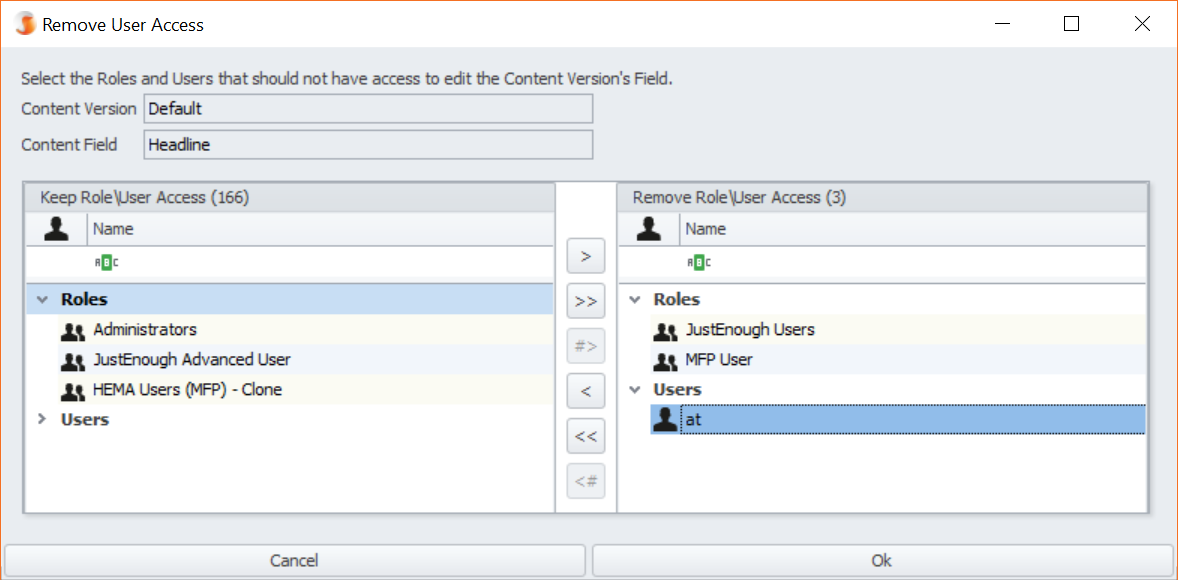 Remove User Access
Select the Roles and Users that should not have access to edit the Content Version's Field.
Content Version Default
Content Field Headline
Keep Role\User Access (166)
Name
ABC
Roles
Administrators
JustEnough Advanced User
HEMA Users (MFP) - Clone
Users
>
>>
#>
<
<<
<#
Remove Role\User Access (3)
Name
ABC
Roles
JustEnough Users
MFP User
Users
at
Cancel
Ok